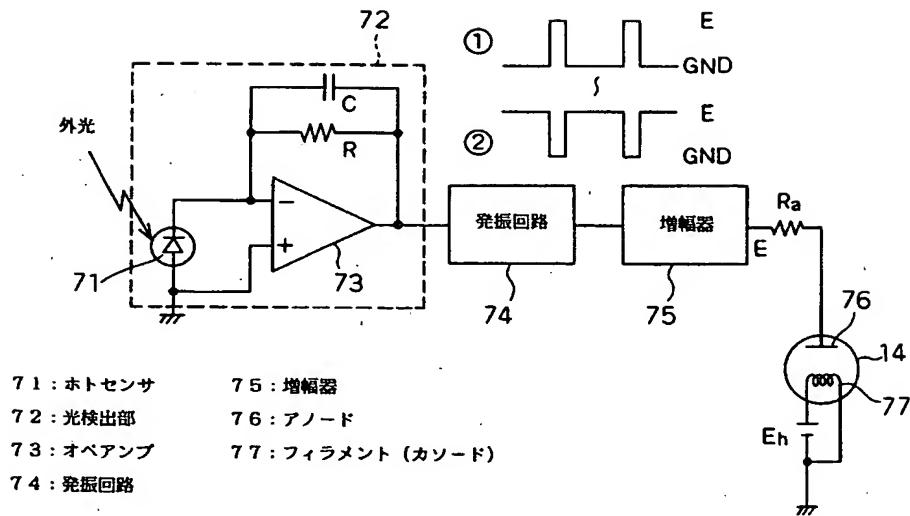 72
① E
GND
② E
GND
外光
C
R
71
－
＋
73
発振回路
74
増幅器
75
E
Ra
76
14
77
Eh
71：ホトセンサ 75：増幅器
72：光検出部 76：アノード
73：オペアンプ 77：フィラメント（カソード）
74：発振回路